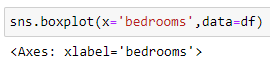 sns.boxplot(x='bedrooms',data=df)
<Axes: xlabel='bedrooms'>